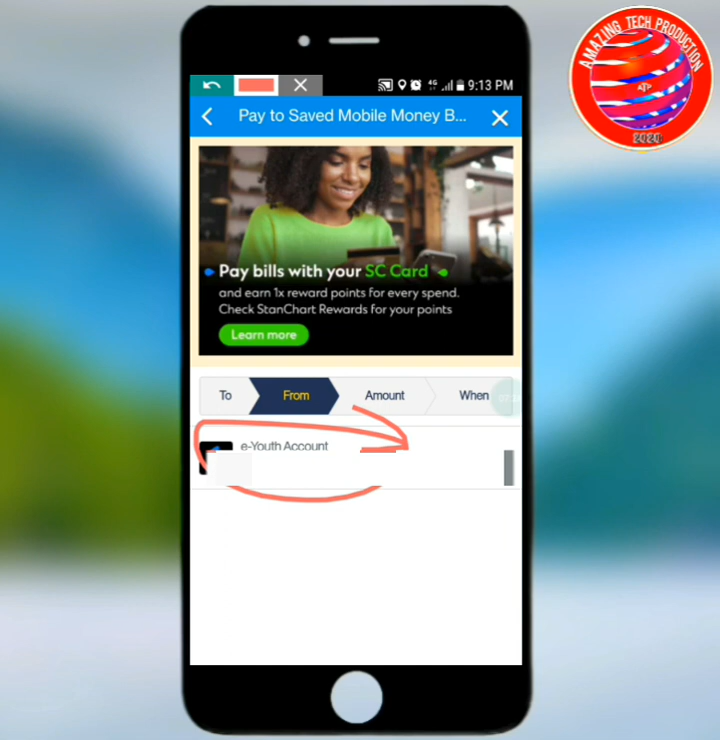 AMAZING TECH PRODUCTION
ATP
2020
4G 9:13 PM
Pay to Saved Mobile Money B...
Pay bills with your SC Card
and earn 1x reward points for every spend.
Check StanChart Rewards for your points
Learn more
To From Amount When
e-Youth Account